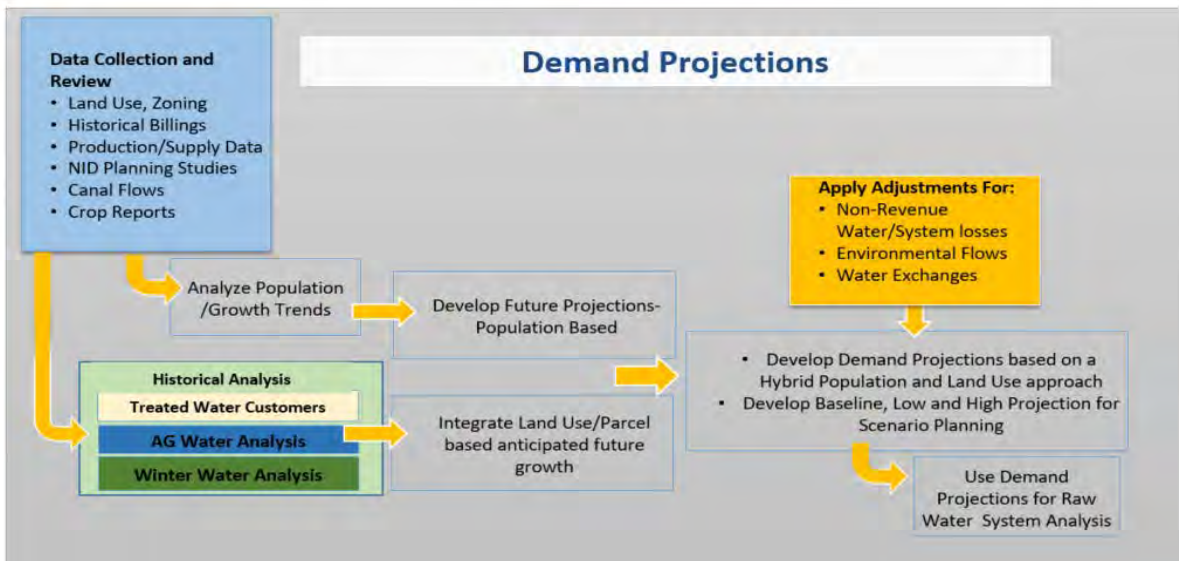 Data Collection and
Review
• Land Use, Zoning
• Historical Billings
• Production/Supply Data
• NID Planning Studies
• Canal Flows
• Crop Reports
Demand Projections
Apply Adjustments For:
• Non-Revenue
Water/System losses
• Environmental Flows
• Water Exchanges
Analyze Population
/Growth Trends
Develop Future Projections-
Population Based
Historical Analysis
Treated Water Customers
AG Water Analysis
Winter Water Analysis
Integrate Land Use/Parcel
based anticipated future
growth
• Develop Demand Projections based on a
Hybrid Population and Land Use approach
• Develop Baseline, Low and High Projection for
Scenario Planning
Use Demand
Projections for Raw
Water System Analysis